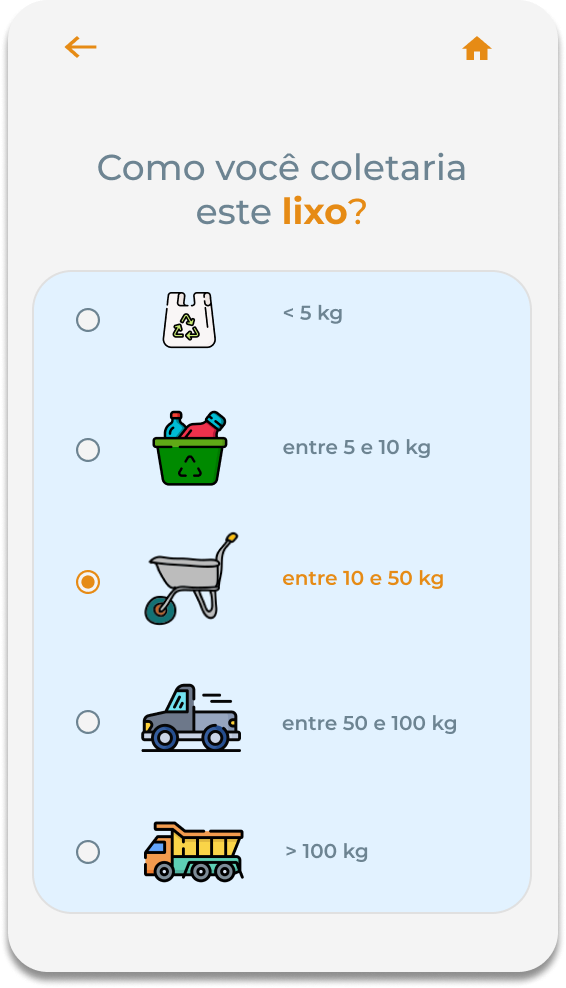 Como você coletaria
este lixo?
< 5 kg
entre 5 e 10 kg
entre 10 e 50 kg
entre 50 e 100 kg
> 100 kg